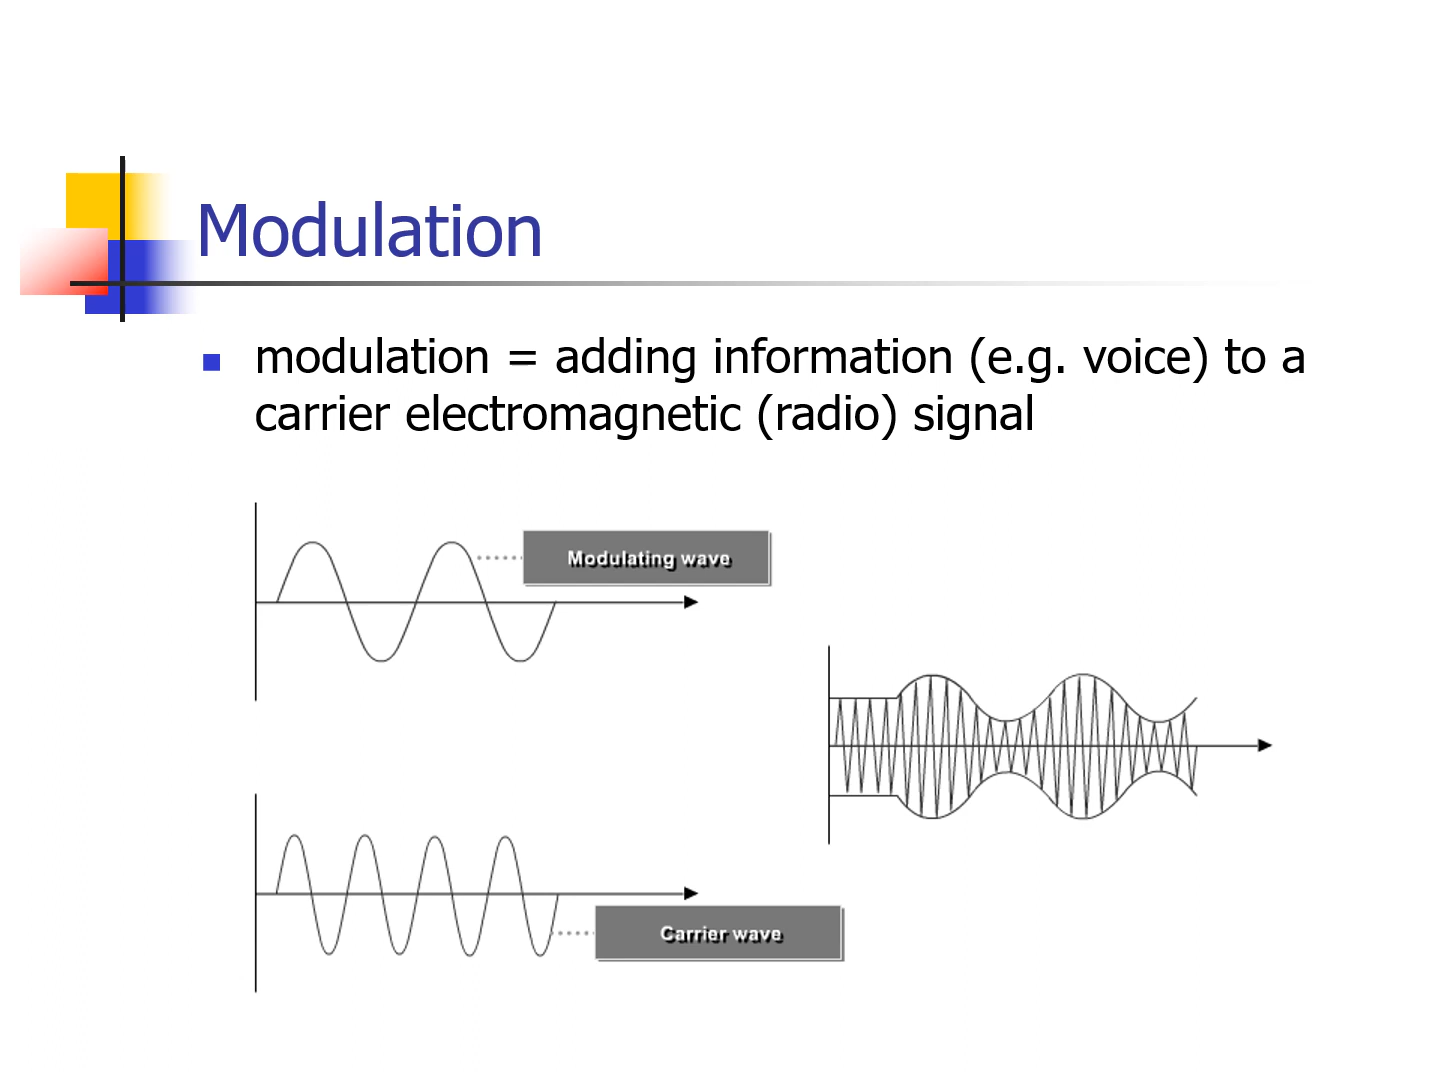 Modulation
modulation = adding information (e.g. voice) to a
carrier electromagnetic (radio) signal
Modulating wave
Carrier wave